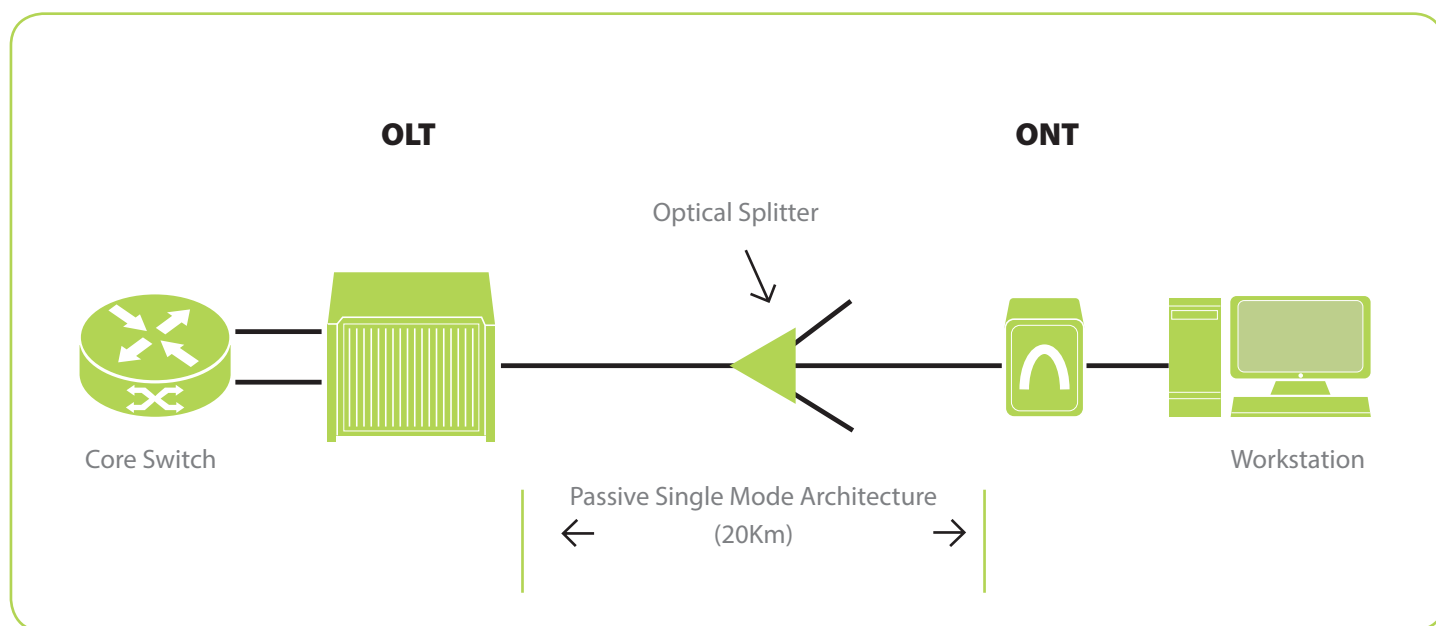 OLT
ONT
Optical Splitter
Core Switch
Workstation
Passive Single Mode Architecture
(20Km)